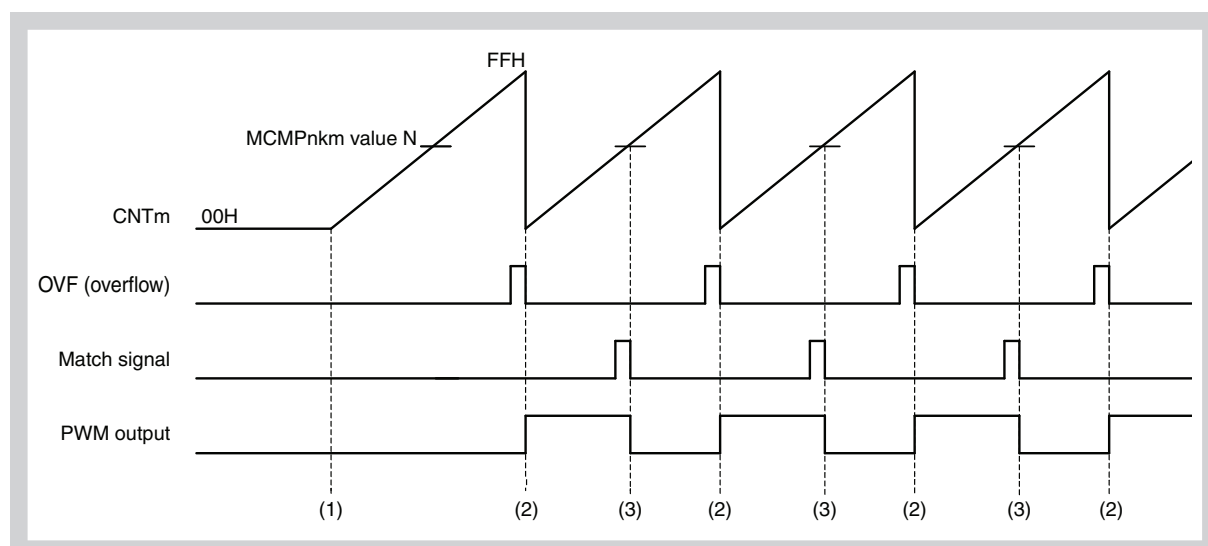 FFH
MCMPnkm value N
CNTm 00H
OVF (overflow)
Match signal
PWM output
(1) (2) (3) (2) (3) (2) (3) (2)